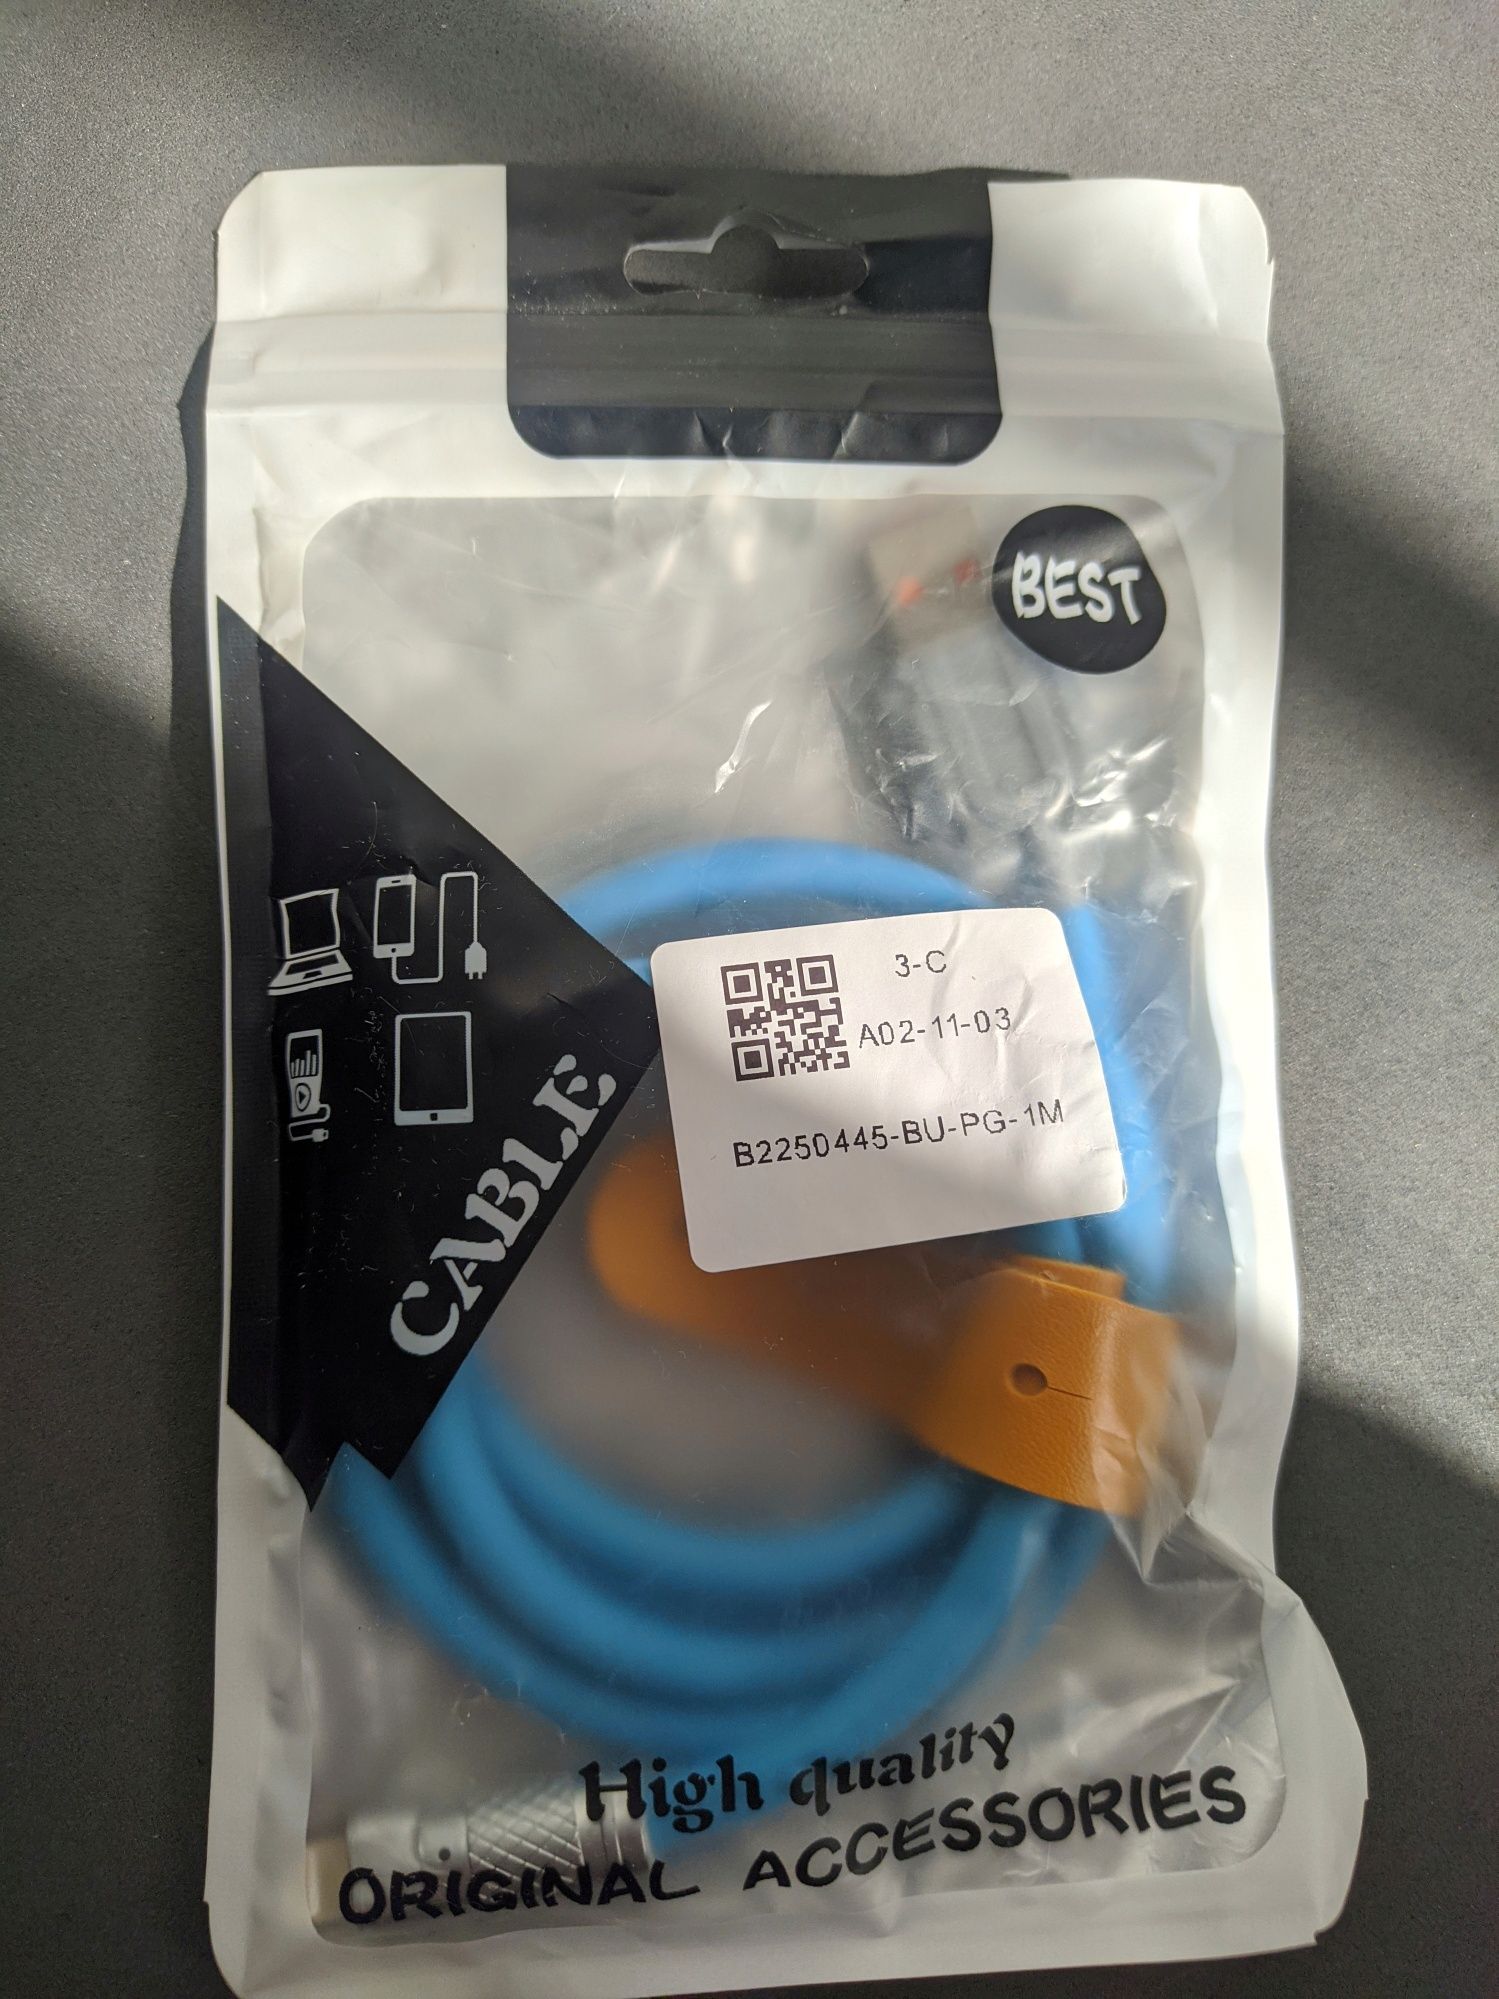 BEST
3-C
A02-11-03
B2250445-BU-PG-1M
CABLE
High quality
ORIGINAL ACCESSORIES